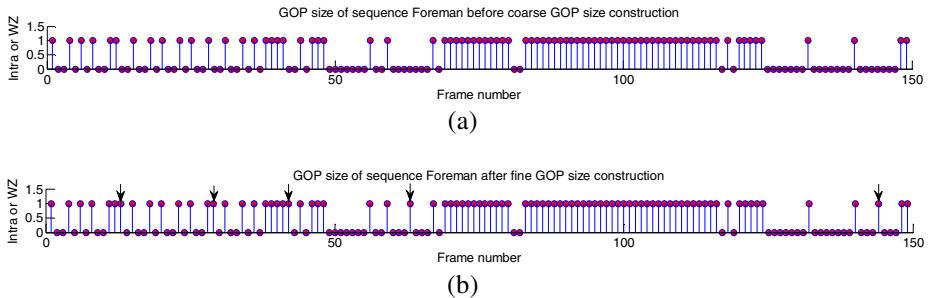 GOP size of sequence Foreman before coarse GOP size construction
Intra or WZ
1.5
1
0.5
0
0
50
100
150
Frame number
(a)
GOP size of sequence Foreman after fine GOP size construction
Intra or WZ
1.5
1
0.5
0
0
50
100
150
Frame number
(b)